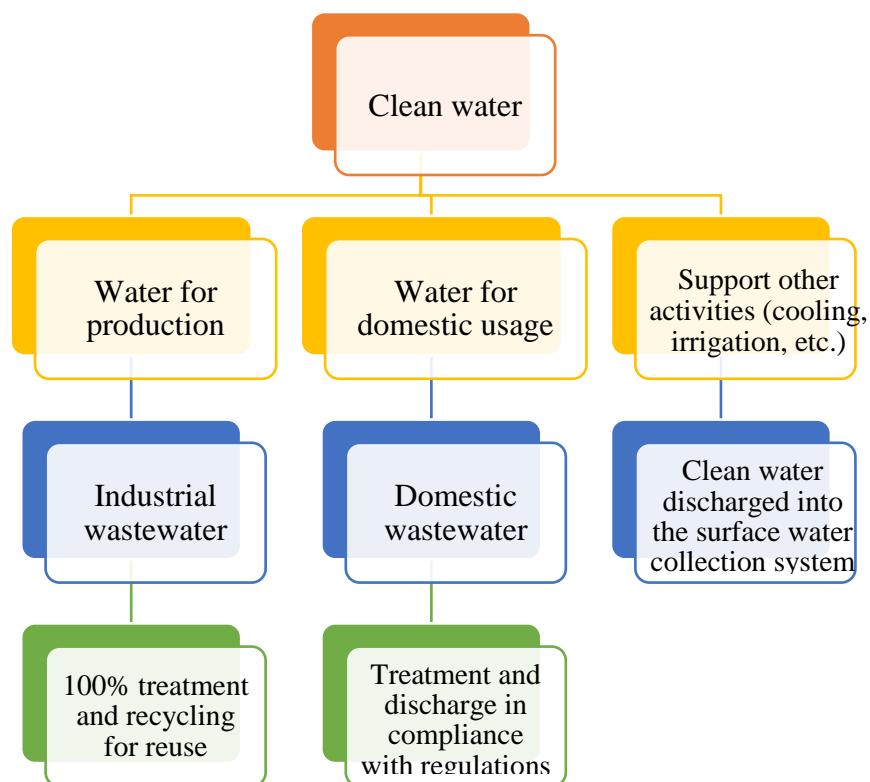 Clean water
Water for
production
Water for
domestic usage
Support other
activities (cooling,
irrigation, etc.)
Industrial
wastewater
Domestic
wastewater
Clean water
discharged into
the surface water
collection system
100% treatment
and recycling
for reuse
Treatment and
discharge in
compliance
with regulations